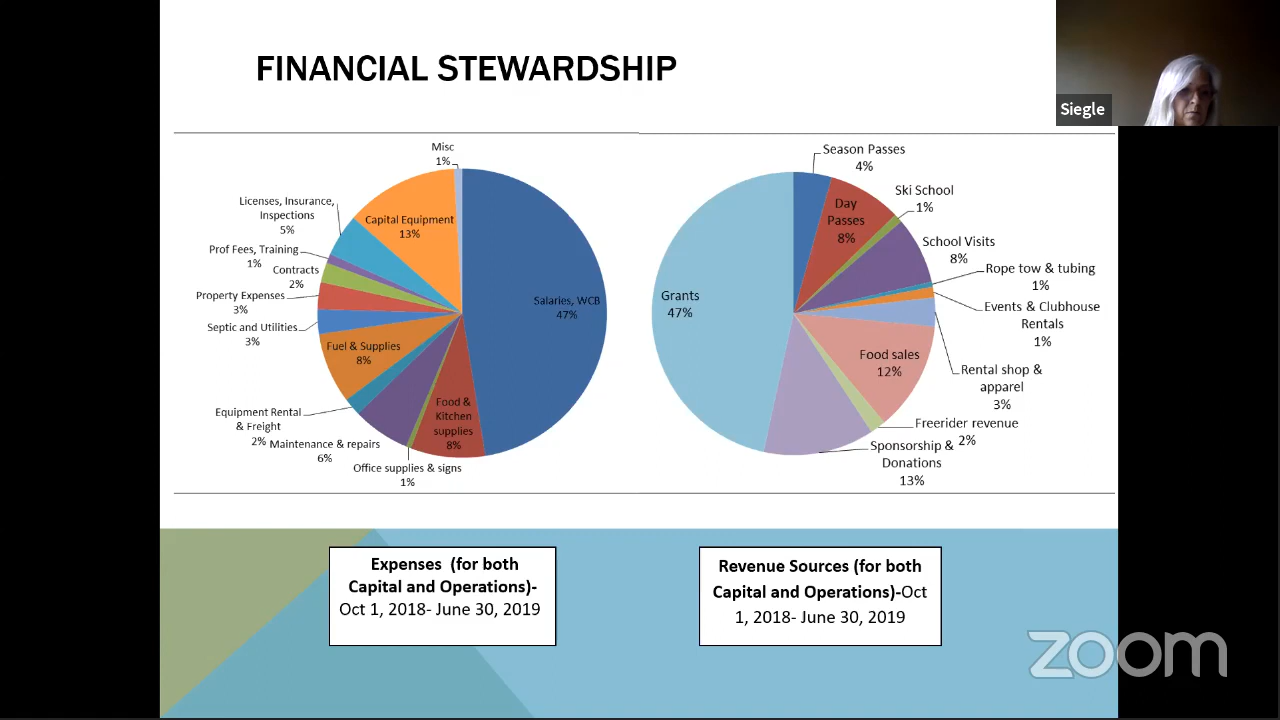 FINANCIAL STEWARDSHIP
Siegle
Misc
1%
Licenses, Insurance,
Inspections
5%
Capital Equipment
13%
Prof Fees, Training
1%
Contracts
2%
Property Expenses
3%
Septic and Utilities
3%
Fuel & Supplies
8%
Equipment Rental
& Freight
2%
Maintenance & repairs
6%
Office supplies & signs
1%
Food &
Kitchen
supplies
8%
Salaries, WCB
47%
Season Passes
4%
Day
Passes
8%
Ski School
1%
School Visits
8%
Rope tow & tubing
1%
Events & Clubhouse
Rentals
1%
Rental shop &
apparel
3%
Food sales
12%
Freerider revenue
2%
Sponsorship &
Donations
13%
Grants
47%
Expenses (for both
Capital and Operations)-
Oct 1, 2018- June 30, 2019
Revenue Sources (for both
Capital and Operations)-Oct
1, 2018- June 30, 2019
zoom